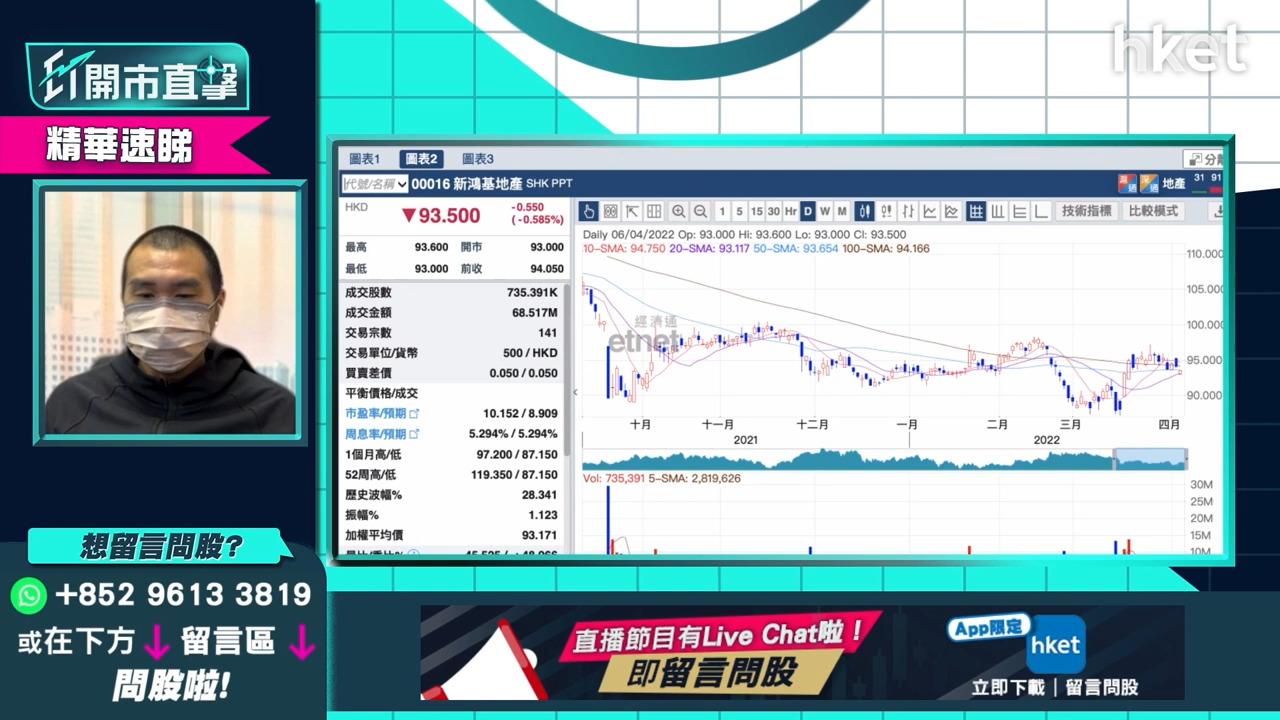 開市直擊
精華速睇
hket
圖表1 圖表2 圖表3
代號/名稱 00016 新鴻基地產 SHK PPT
地產 31 91
HKD ▼93.500 -0.550 (-0.585%)
最高 93.600 開市 93.000
最低 93.000 前收 94.050
成交股數 735.391K
成交金額 68.517M
交易宗數 141
交易單位/貨幣 500 / HKD
買賣差價 0.050 / 0.050
平衡價格/成交
市盈率/預期 10.152 / 8.909
周息率/預期 5.294% / 5.294%
1個月高/低 97.200 / 87.150
52周高/低 119.350 / 87.150
歷史波幅% 28.341
振幅% 1.123
加權平均價 93.171
1 5 15 30 Hr D W M 技術指標 比較模式
Daily 06/04/2022 Op: 93.000 Hi: 93.600 Lo: 93.000 Cl: 93.500
10-SMA: 94.750 20-SMA: 93.117 50-SMA: 93.654 100-SMA: 94.166
110.000
105.000
100.000
95.000
90.000
經濟通
etnet
十月 十一月 十二月 一月 二月 三月 四月
2021 2022
Vol: 735,391 5-SMA: 2,819,626
30M
25M
20M
15M
10M
想留言問股?
+852 9613 3819
或在下方↓留言區↓
問股啦!
直播節目有Live Chat啦！
即留言問股
App限定
hket
立即下載｜留言問股